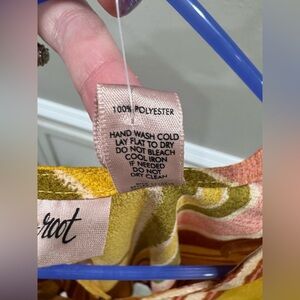 100% POLYESTER
HAND WASH COLD
LAY FLAT TO DRY
DO NOT BLEACH
COOL IRON
IF NEEDED
DO NOT
DRY CLEAN
root